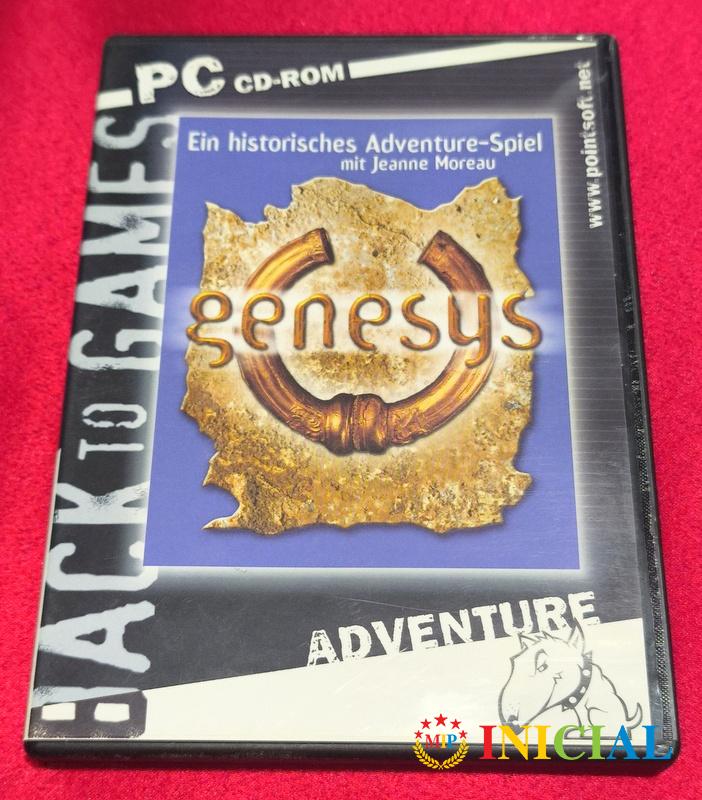 PC CD-ROM
www.pointsoft.net
BACK TO GAMES
Ein historisches Adventure-Spiel
mit Jeanne Moreau
genesys
ADVENTURE
MIP INICIAL